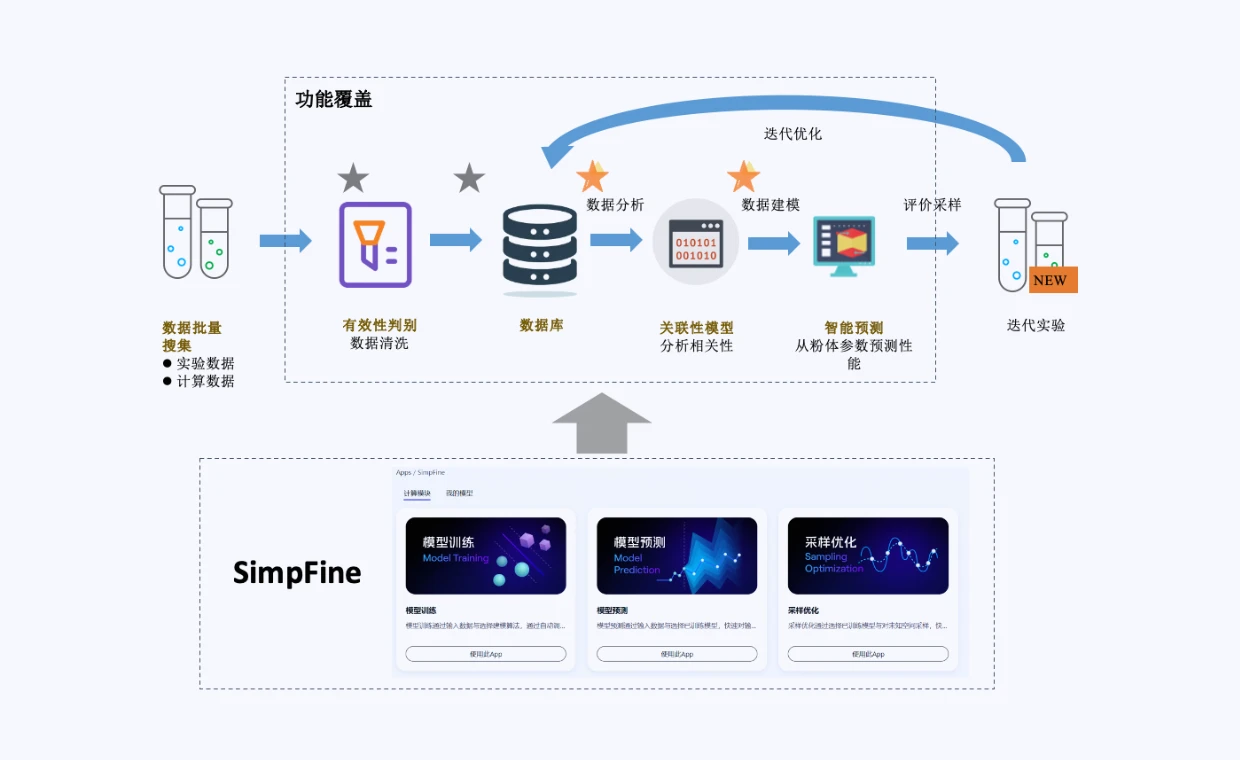 功能覆盖
迭代优化
数据分析
数据建模
评价采样
010101
001010
NEW
数据批量
搜集
● 实验数据
● 计算数据
有效性判别
数据清洗
数据库
关联性模型
分析相关性
智能预测
从粉体参数预测性
能
迭代实验
SimpFine
Apps / SimpFine
计算模块 我的模型
模型训练
Model Training
模型训练
模型训练通过输入数据与选择建模算法，通过自动调...
使用此App
模型预测
Model
Prediction
模型预测
模型预测通过输入数据与选择已训练模型，快速对输...
使用此App
采样优化
Sampling
Optimization
采样优化
采样优化通过选择已训练模型与对未知空间采样，快...
使用此App